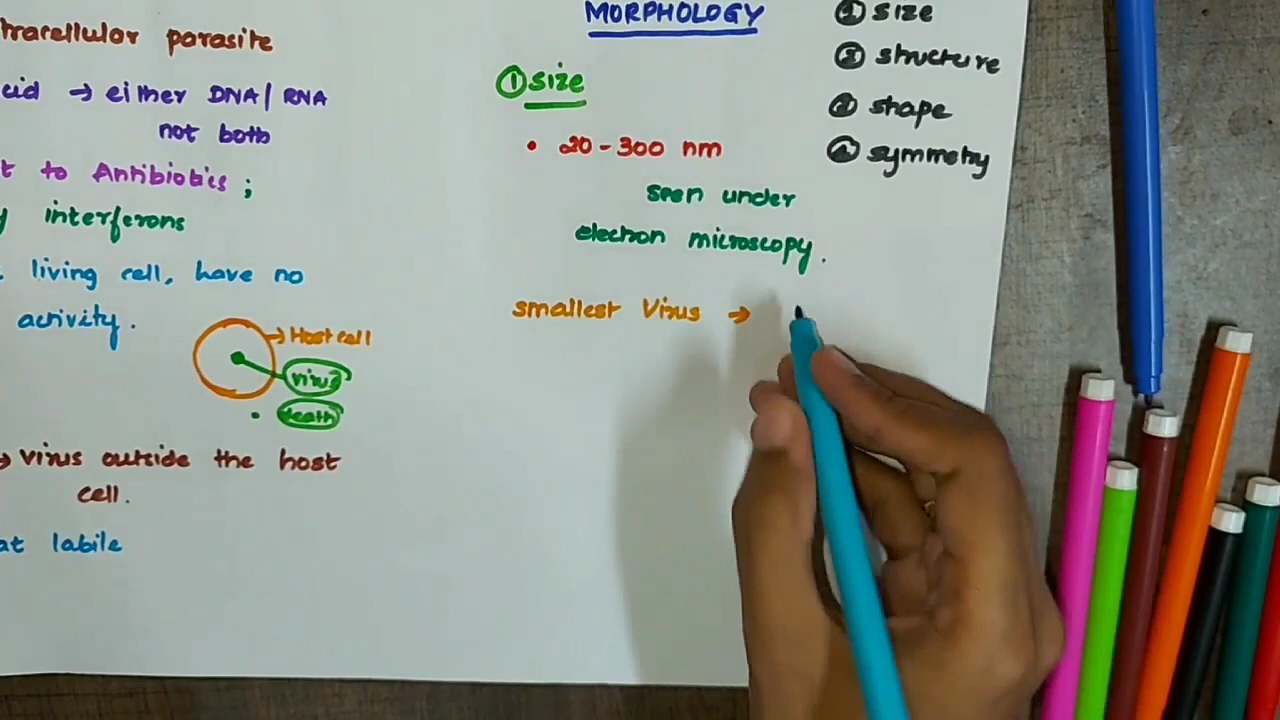 tracellular parasite
cid → either DNA/RNA
not both
t to Antibiotics ;
y interferons
living cell, have no
activity.
→ Host cell
virus
• death
→ virus outside the host
cell.
at labile
MORPHOLOGY
① size
• 20-300 nm
seen under
electron microscopy.
smallest Virus →
① size
② structure
③ shape
④ symmetry